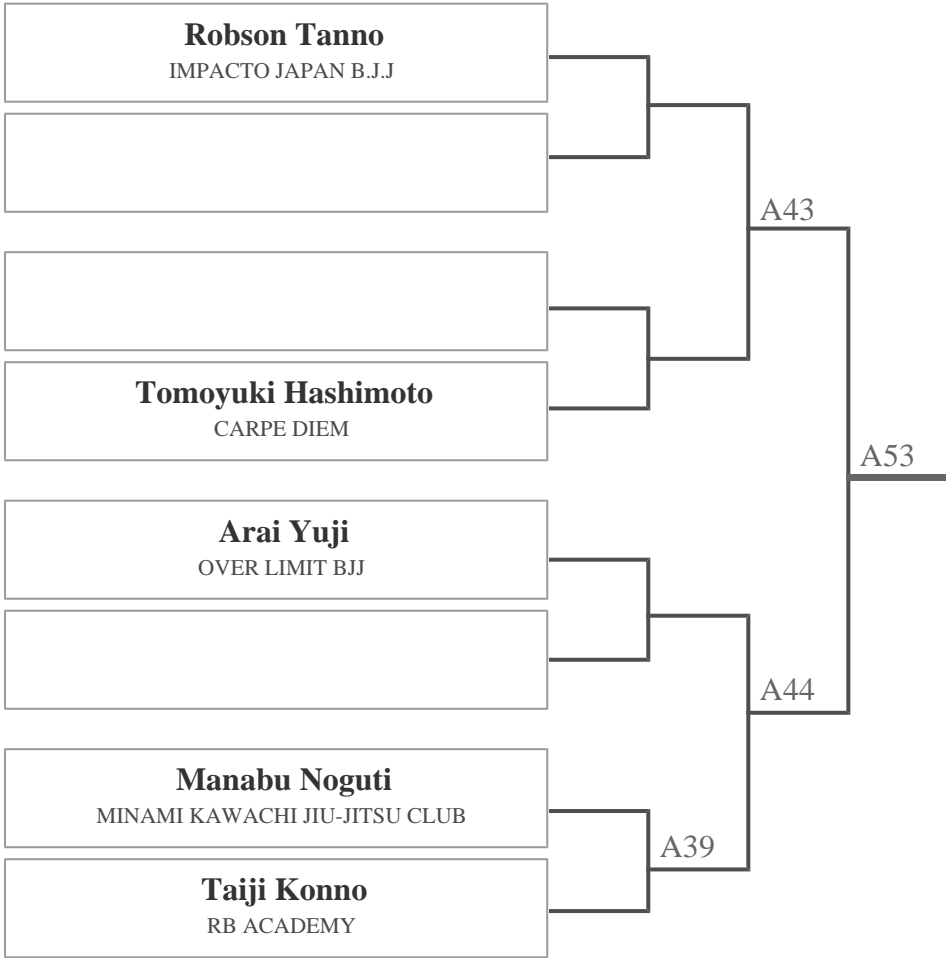 Robson Tanno
IMPACTO JAPAN B.J.J
A43
Tomoyuki Hashimoto
CARPE DIEM
A53
Arai Yuji
OVER LIMIT BJJ
A44
Manabu Noguti
MINAMI KAWACHI JIU-JITSU CLUB
A39
Taiji Konno
RB ACADEMY